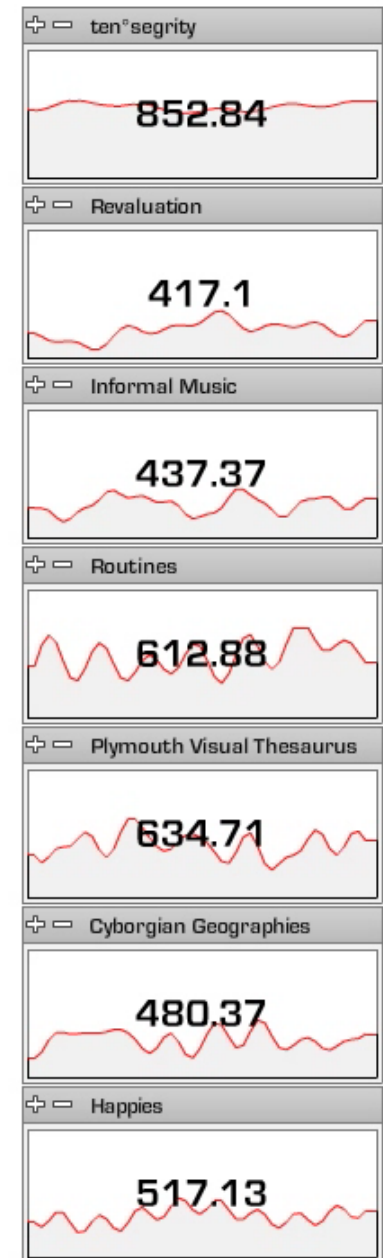 ten°segrity
852.84
Revaluation
417.1
Informal Music
437.37
Routines
612.88
Plymouth Visual Thesaurus
634.71
Cyborgian Geographies
480.37
Happies
517.13